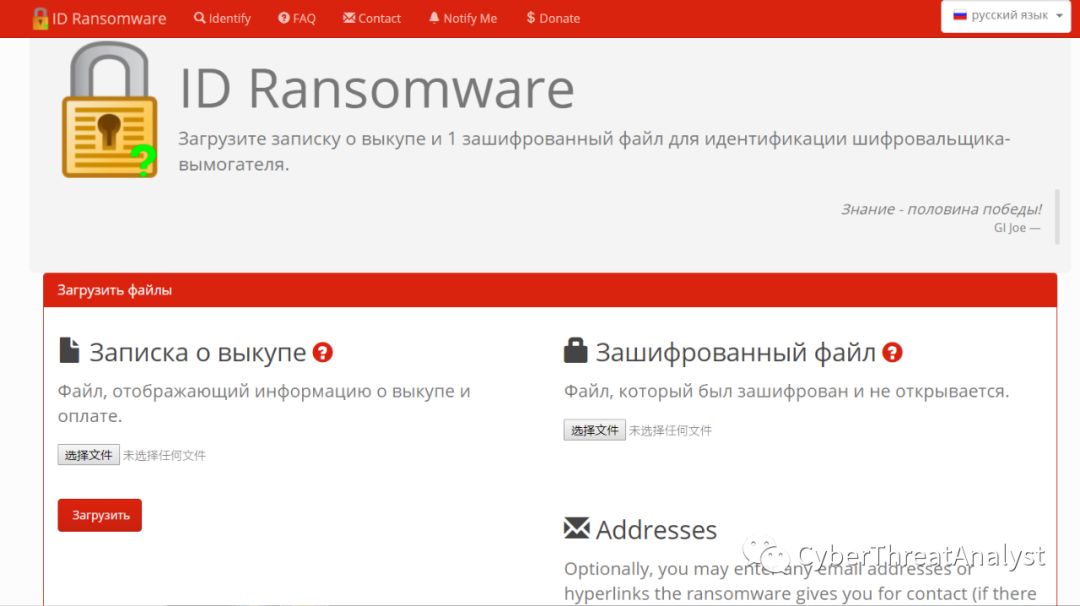 ID Ransomware Identify FAQ Contact Notify Me Donate русский язык
ID Ransomware
Загрузите записку о выкупе и 1 зашифрованный файл для идентификации шифровальщика-
вымогателя.
Знание - половина победы!
GI Joe —
Загрузить файлы
Записка о выкупе
Файл, отображающий информацию о выкупе и
оплате.
选择文件 未选择任何文件
Загрузить
Зашифрованный файл
Файл, который был зашифрован и не открывается.
选择文件 未选择任何文件
Addresses
Optionally, you may enter any email addresses or
hyperlinks the ransomware gives you for contact (if there
CyberThreatAnalyst